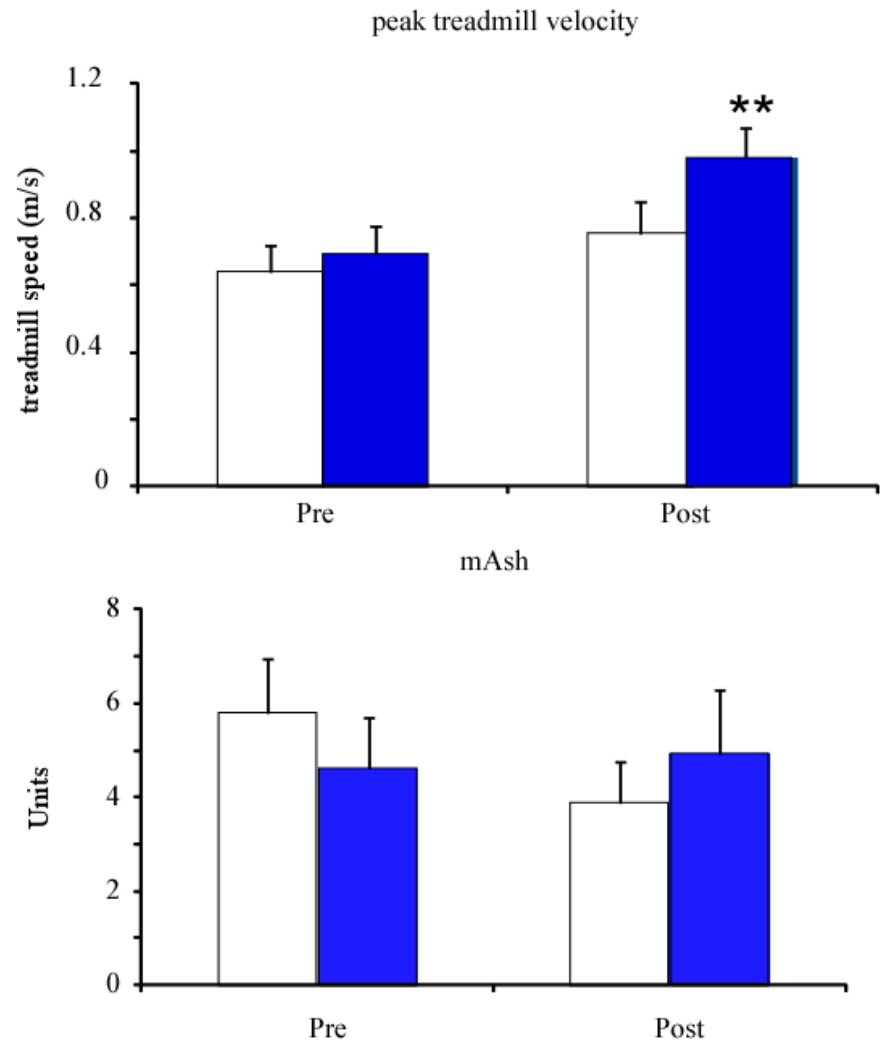 peak treadmill velocity
treadmill speed (m/s)
1.2
**
0.8
0.4
0
Pre
Post
mAsh
Units
8
6
4
2
0
Pre
Post